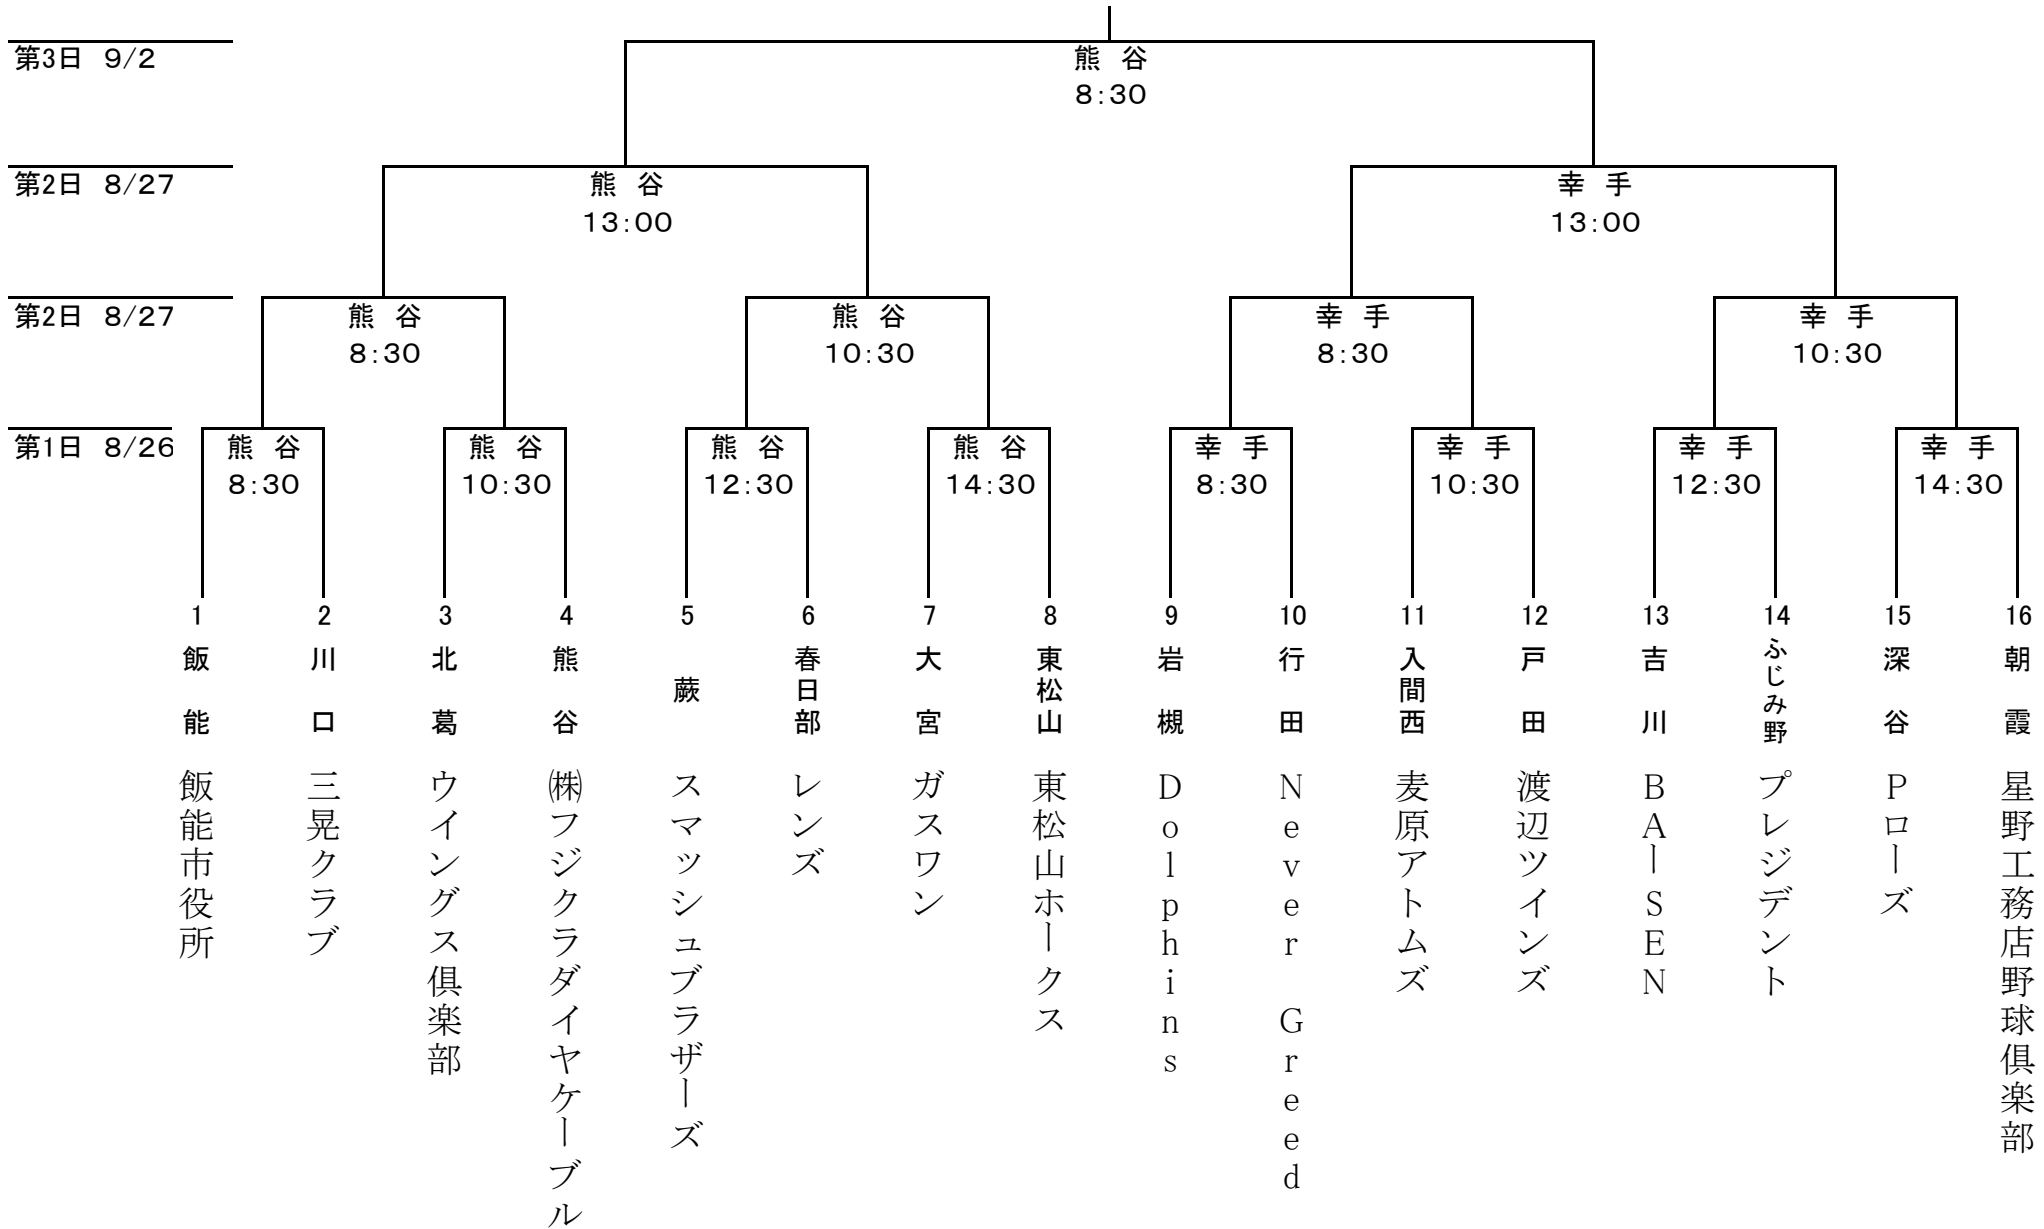 第3日　9/2
熊　谷
8:30
第2日　8/27
熊　谷
13:00
幸　手
13:00
第2日　8/27
熊　谷
8:30
熊　谷
10:30
幸　手
8:30
幸　手
10:30
第1日　8/26
熊　谷
8:30
熊　谷
10:30
熊　谷
12:30
熊　谷
14:30
幸　手
8:30
幸　手
10:30
幸　手
12:30
幸　手
14:30
1
飯　能
飯能市役所
2
川　口
三晃クラブ
3
北　葛
ウイングス倶楽部
4
熊　谷
㈱フジクラダイヤケーブル
5
蕨
スマッシュブラザーズ
6
春日部
レンズ
7
大　宮
ガスワン
8
東松山
東松山ホークス
9
岩　槻
Dolphins
10
行　田
Never Greed
11
入間西
麦原アトムズ
12
戸　田
渡辺ツインズ
13
吉　川
BAーSEN
14
ふじみ野
プレジデント
15
深　谷
Pローズ
16
朝　霞
星野工務店野球倶楽部